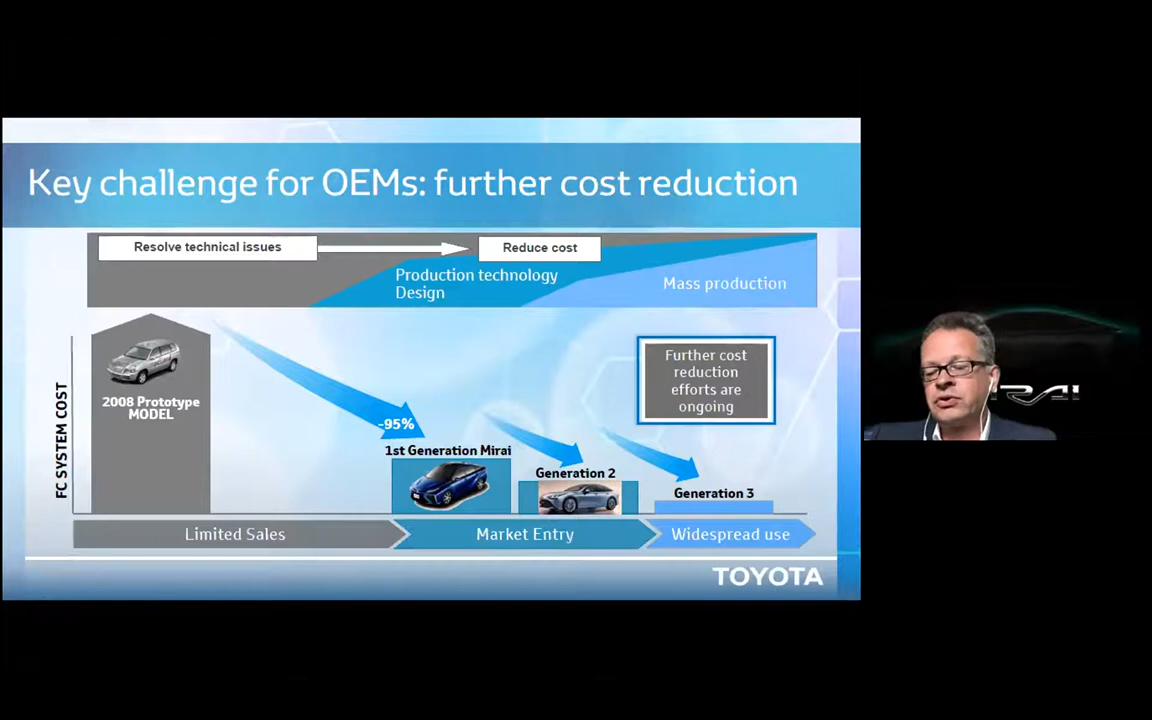 Key challenge for OEMs: further cost reduction
Resolve technical issues
Reduce cost
Production technology
Design
Mass production
FC SYSTEM COST
2008 Prototype
MODEL
-95%
1st Generation Mirai
Generation 2
Generation 3
Further cost
reduction
efforts are
ongoing
Limited Sales
Market Entry
Widespread use
TOYOTA